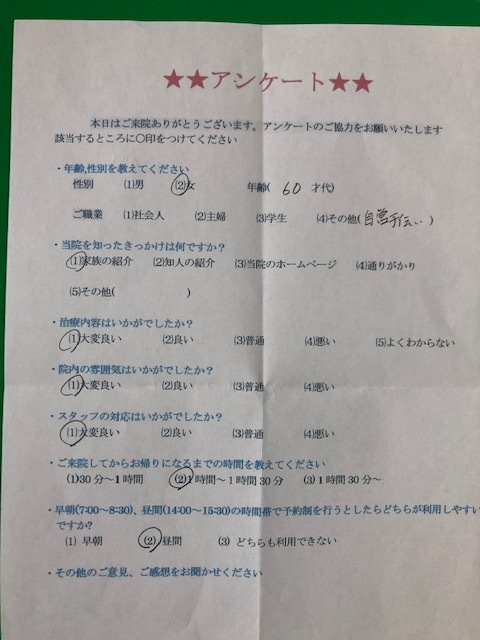 ★★アンケート★★
本日はご来院ありがとうございます。アンケートのご協力をお願いいたします
該当するところに〇印をつけてください
・年齢,性別を教えてください
性別 (1)男 (2)女 年齢( 60 才代)
ご職業 (1)社会人 (2)主婦 (3)学生 (4)その他(自営手伝い)
・当院を知ったきっかけは何ですか？
(1)家族の紹介 (2)知人の紹介 (3)当院のホームページ (4)通りがかり
(5)その他( )
・治療内容はいかがでしたか？
(1)大変良い (2)良い (3)普通 (4)悪い (5)よくわからない
・院内の雰囲気はいかがでしたか？
(1)大変良い (2)良い (3)普通 (4)悪い
・スタッフの対応はいかがでしたか？
(1)大変良い (2)良い (3)普通 (4)悪い
・ご来院してからお帰りになるまでの時間を教えてください
(1)30分〜1時間 (2)1時間〜1時間30分 (3)1時間30分〜
・早朝(7:00〜8:30)、昼間(14:00〜15:30)の時間帯で予約制を行うとしたらどちらが利用しやすい
ですか?
(1) 早朝 (2)昼間 (3) どちらも利用できない
・その他のご意見、ご感想をお聞かせください